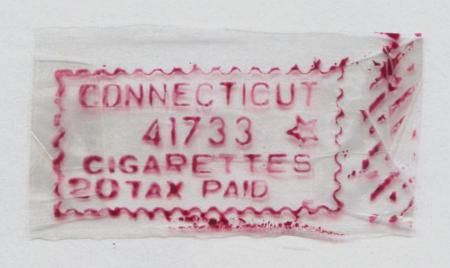 CONNECTICUT
41733 ☆
CIGARETTES
20 TAX PAID